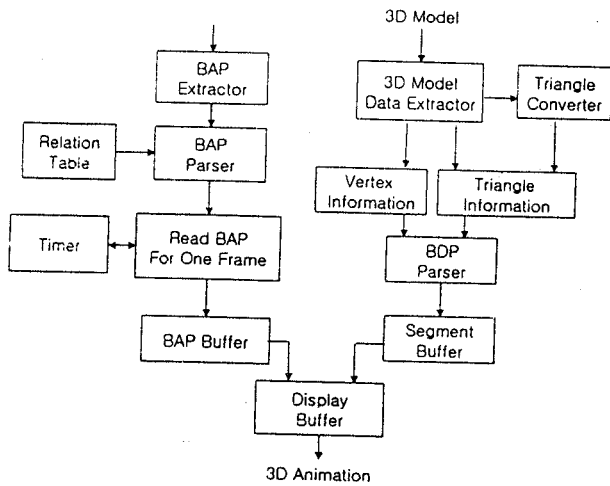 3D Model
BAP
Extractor
3D Model
Data Extractor
Triangle
Converter
Relation
Table
BAP
Parser
Vertex
Information
Triangle
Information
Timer
Read BAP
For One Frame
BDP
Parser
BAP Buffer
Segment
Buffer
Display
Buffer
3D Animation